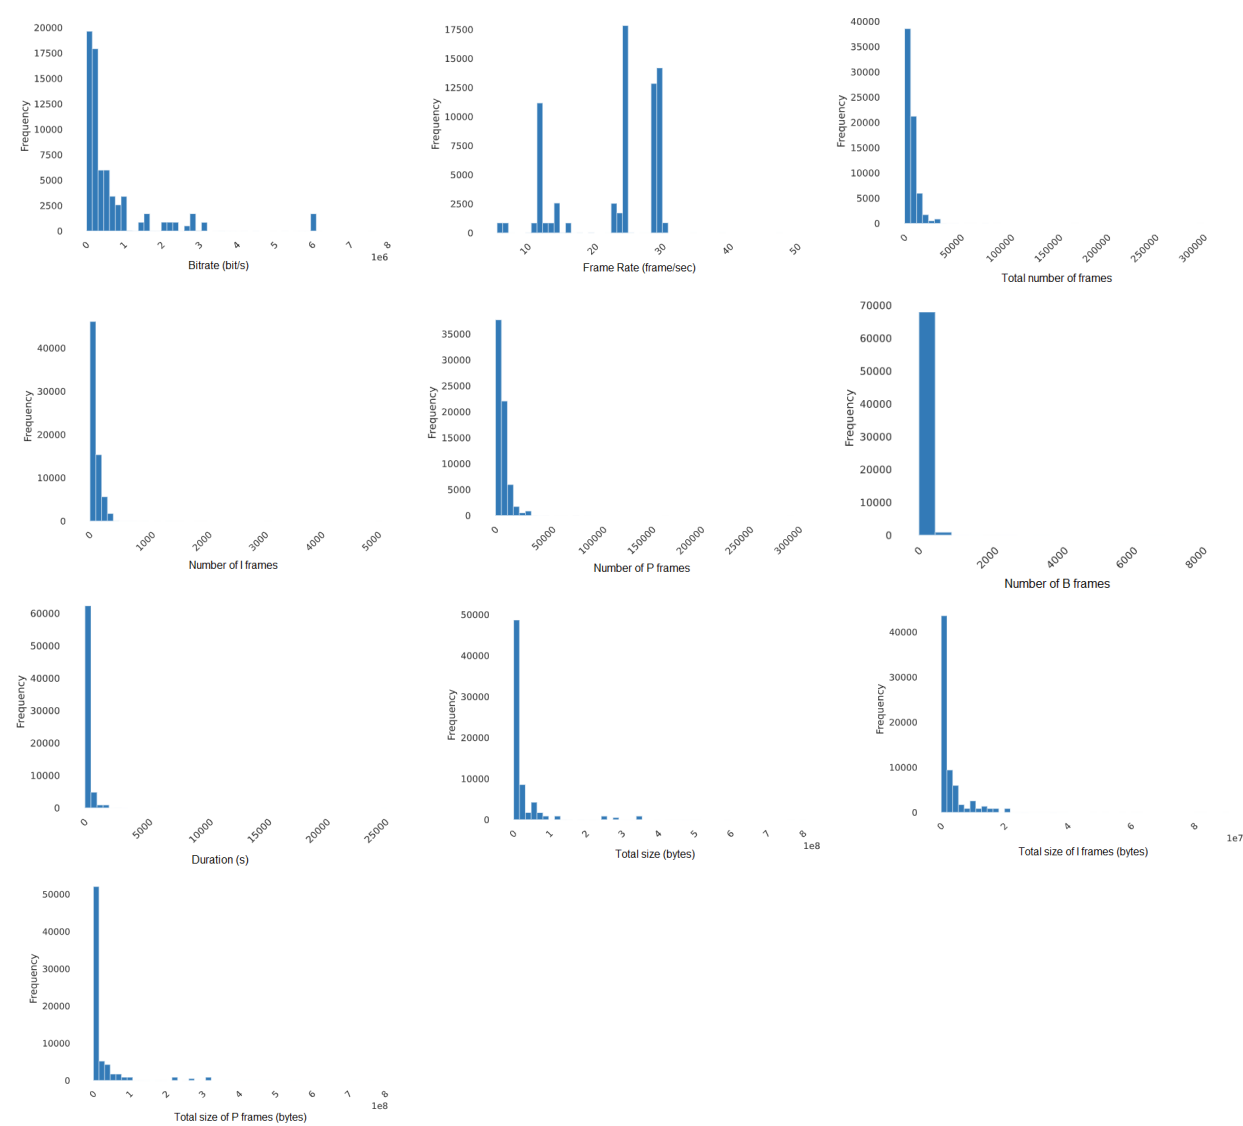 20000
17500
15000
12500
10000
7500
5000
2500
0
Frequency
0 1 2 3 4 5 6 7 8
1e6
Bitrate (bit/s)
17500
15000
12500
10000
7500
5000
2500
0
Frequency
10 20 30 40 50
Frame Rate (frame/sec)
40000
35000
30000
25000
20000
15000
10000
5000
0
Frequency
0 50000 100000 150000 200000 250000 300000
Total number of frames
40000
30000
20000
10000
0
Frequency
0 1000 2000 3000 4000 5000
Number of I frames
35000
30000
25000
20000
15000
10000
5000
0
Frequency
0 50000 100000 150000 200000 250000 300000
Number of P frames
70000
60000
50000
40000
30000
20000
10000
0
Frequency
0 2000 4000 6000 8000
Number of B frames
60000
50000
40000
30000
20000
10000
0
Frequency
0 5000 10000 15000 20000 25000
Duration (s)
50000
40000
30000
20000
10000
0
Frequency
0 1 2 3 4 5 6 7 8
1e8
Total size (bytes)
40000
30000
20000
10000
0
Frequency
0 2 4 6 8
1e7
Total size of I frames (bytes)
50000
40000
30000
20000
10000
0
Frequency
0 1 2 3 4 5 6 7 8
1e8
Total size of P frames (bytes)